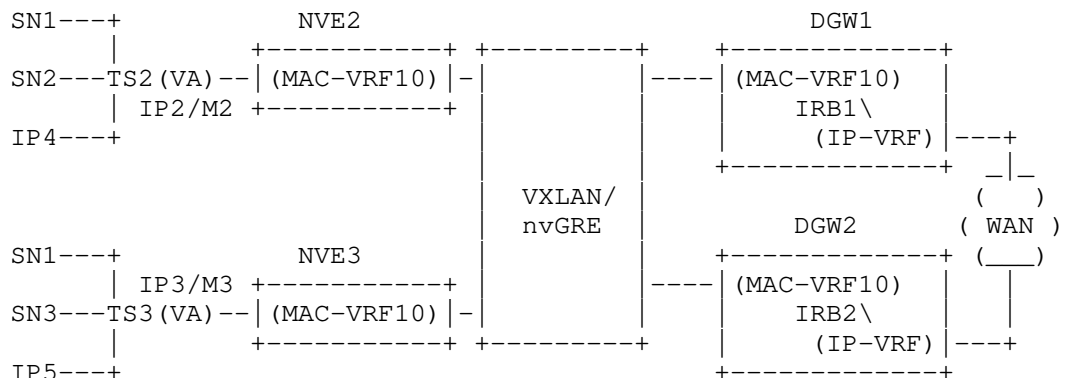 SN1---+ NVE2 DGW1
| +-----------+ +---------+ +-------------+
SN2---TS2(VA)--|(MAC-VRF10)|-| |----|(MAC-VRF10) |
| IP2/M2 +-----------+ | | | IRB1\ |
IP4---+ | | | (IP-VRF)|---+
| | +-------------+ _|_
| VXLAN/ | ( )
| nvGRE | DGW2 ( WAN )
SN1---+ NVE3 | | +-------------+ (___)
| IP3/M3 +-----------+ | |----|(MAC-VRF10) | |
SN3---TS3(VA)--|(MAC-VRF10)|-| | | IRB2\ | |
| +-----------+ +---------+ | (IP-VRF)|---+
IP5---+ +-------------+